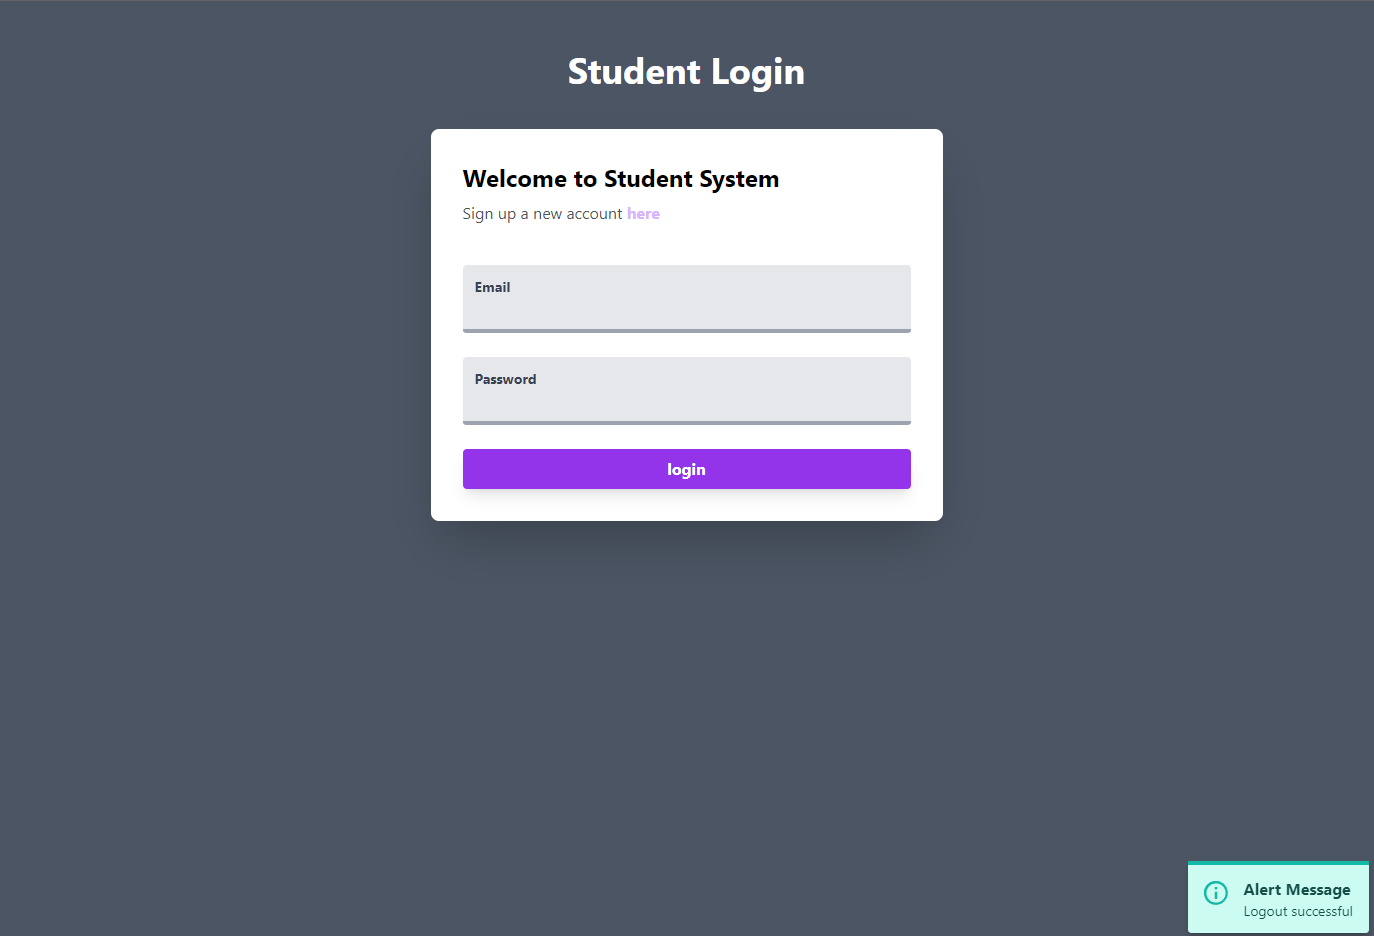 Student Login
Welcome to Student System
Sign up a new account here
Email
Password
login
Alert Message
Logout successful